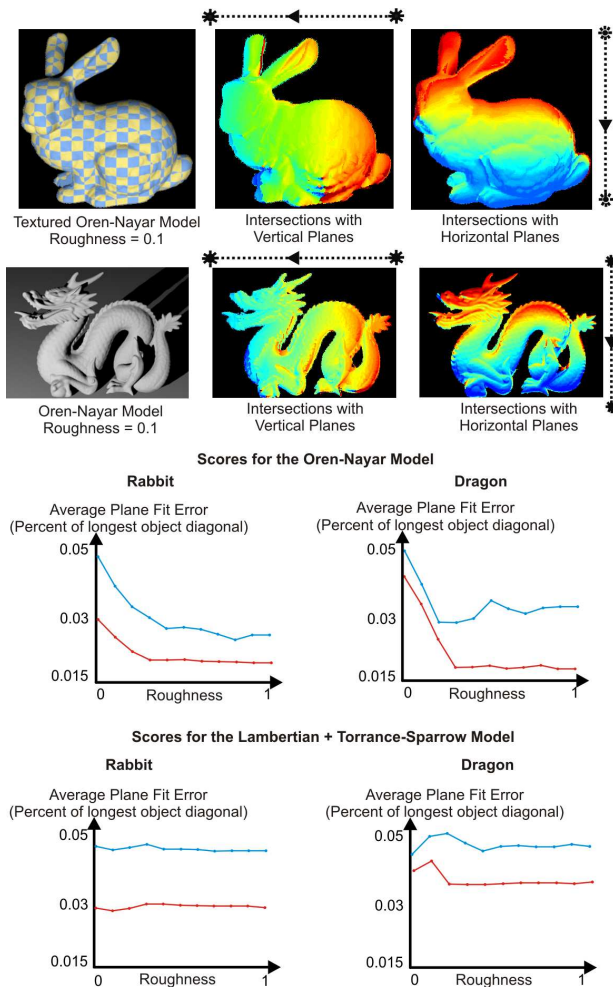 Textured Oren-Nayar Model
Roughness = 0.1
Intersections with
Vertical Planes
Intersections with
Horizontal Planes
Oren-Nayar Model
Roughness = 0.1
Intersections with
Vertical Planes
Intersections with
Horizontal Planes
Scores for the Oren-Nayar Model
Rabbit
Average Plane Fit Error
(Percent of longest object diagonal)
0.05
0.03
0.015
0
Roughness
1
Dragon
Average Plane Fit Error
(Percent of longest object diagonal)
0.05
0.03
0.015
0
Roughness
1
Scores for the Lambertian + Torrance-Sparrow Model
Rabbit
Average Plane Fit Error
(Percent of longest object diagonal)
0.05
0.03
0.015
0
Roughness
1
Dragon
Average Plane Fit Error
(Percent of longest object diagonal)
0.05
0.03
0.015
0
Roughness
1